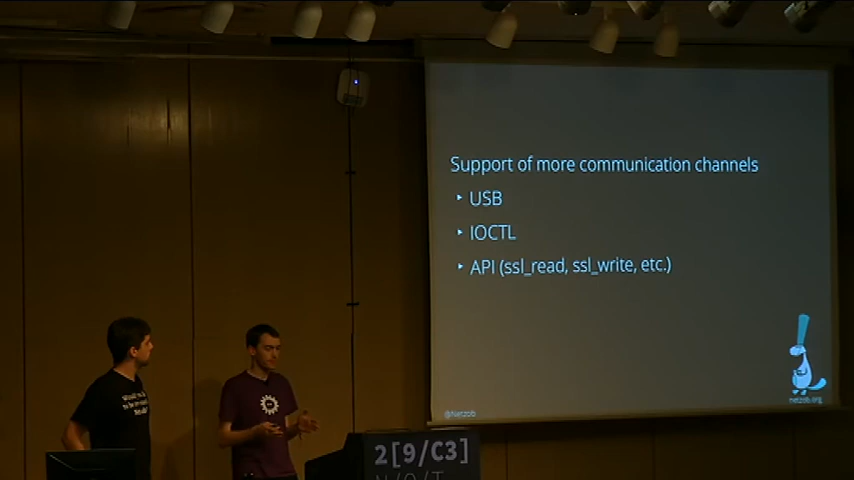 Support of more communication channels
‣ USB
‣ IOCTL
‣ API (ssl_read, ssl_write, etc.)
@Netzob
netzob.org
2[9/C3]
N/O/T